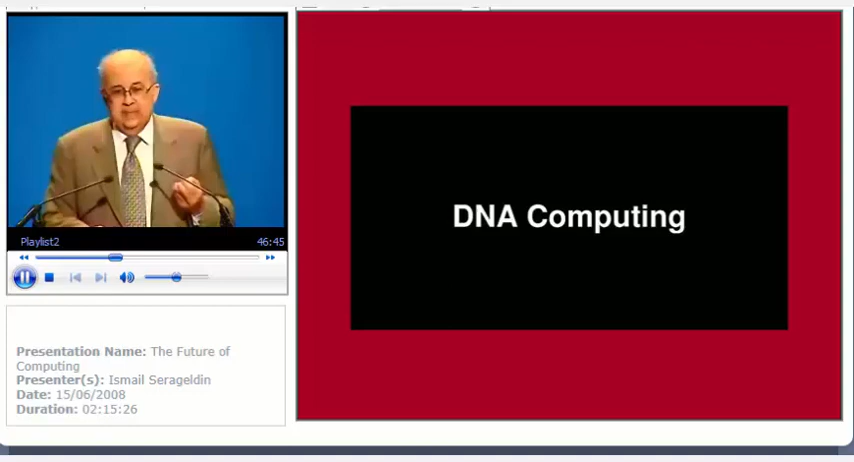 DNA Computing
Playlist2 46:45
Presentation Name: The Future of
Computing
Presenter(s): Ismail Serageldin
Date: 15/06/2008
Duration: 02:15:26